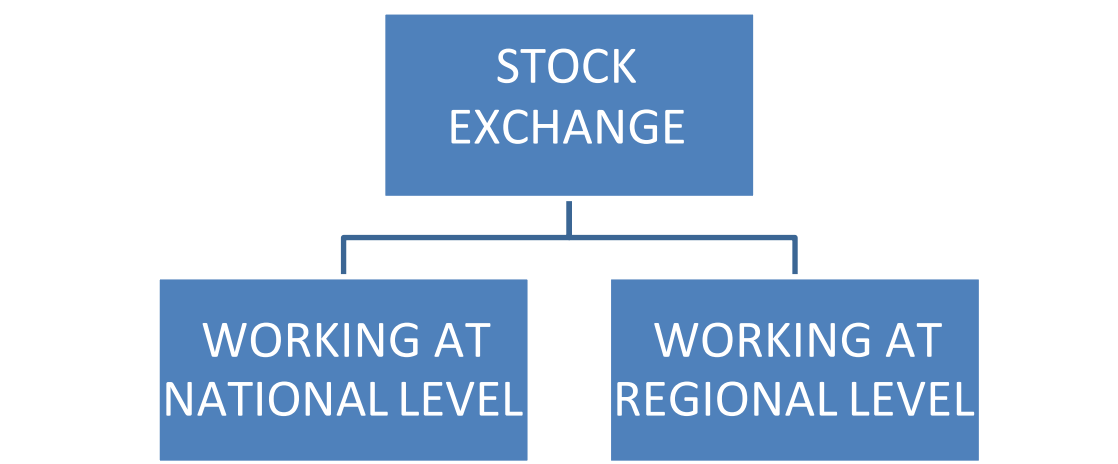 STOCK
EXCHANGE
WORKING AT
NATIONAL LEVEL
WORKING AT
REGIONAL LEVEL